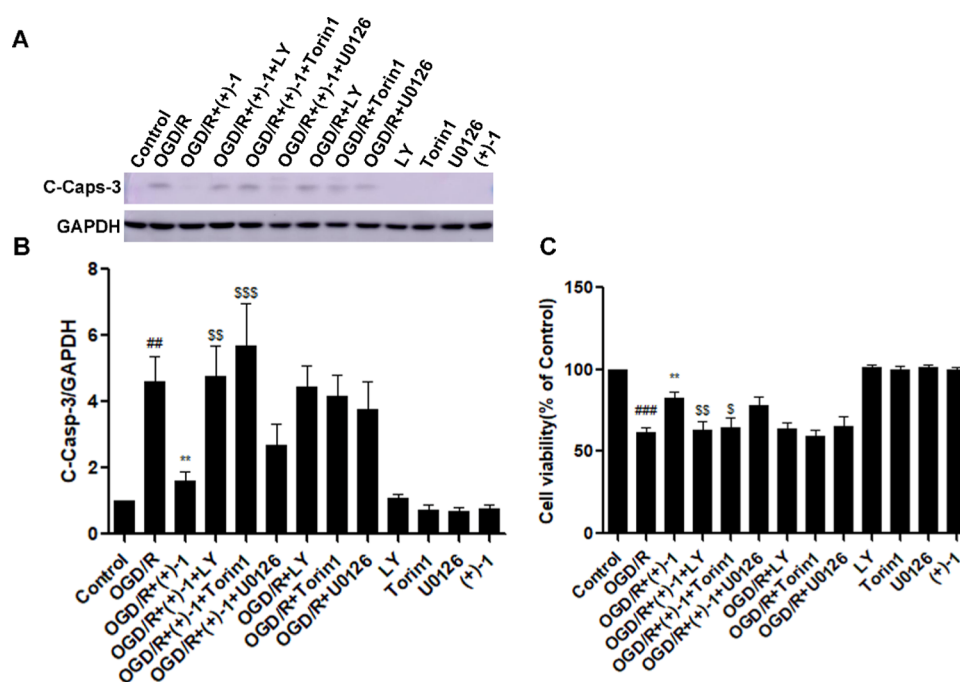 A
Control
OGD/R
OGD/R+(+)-1
OGD/R+(+)-1+LY
OGD/R+(+)-1+Torin1
OGD/R+(+)-1+U0126
OGD/R+LY
OGD/R+Torin1
OGD/R+U0126
LY
Torin1
U0126
(+)-1
C-Caps-3
GAPDH
B
C-Casp-3/GAPDH
8
6
4
2
0
##
**
$$
$$$
Control
OGD/R
OGD/R+(+)-1
OGD/R+(+)-1+LY
OGD/R+(+)-1+Torin1
OGD/R+(+)-1+U0126
OGD/R+LY
OGD/R+Torin1
OGD/R+U0126
LY
Torin1
U0126
(+)-1
C
Cell viability(% of Control)
150
100
50
0
###
**
$$
$
Control
OGD/R
OGD/R+(+)-1
OGD/R+(+)-1+LY
OGD/R+(+)-1+Torin1
OGD/R+(+)-1+U0126
OGD/R+LY
OGD/R+Torin1
OGD/R+U0126
LY
Torin1
U0126
(+)-1